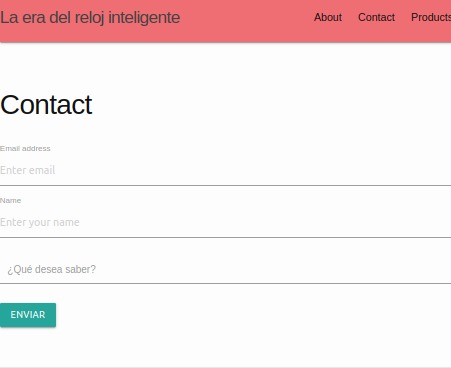 La era del reloj inteligente
About Contact Products
Contact
Email address
Enter email
Name
Enter your name
¿Qué desea saber?
ENVIAR